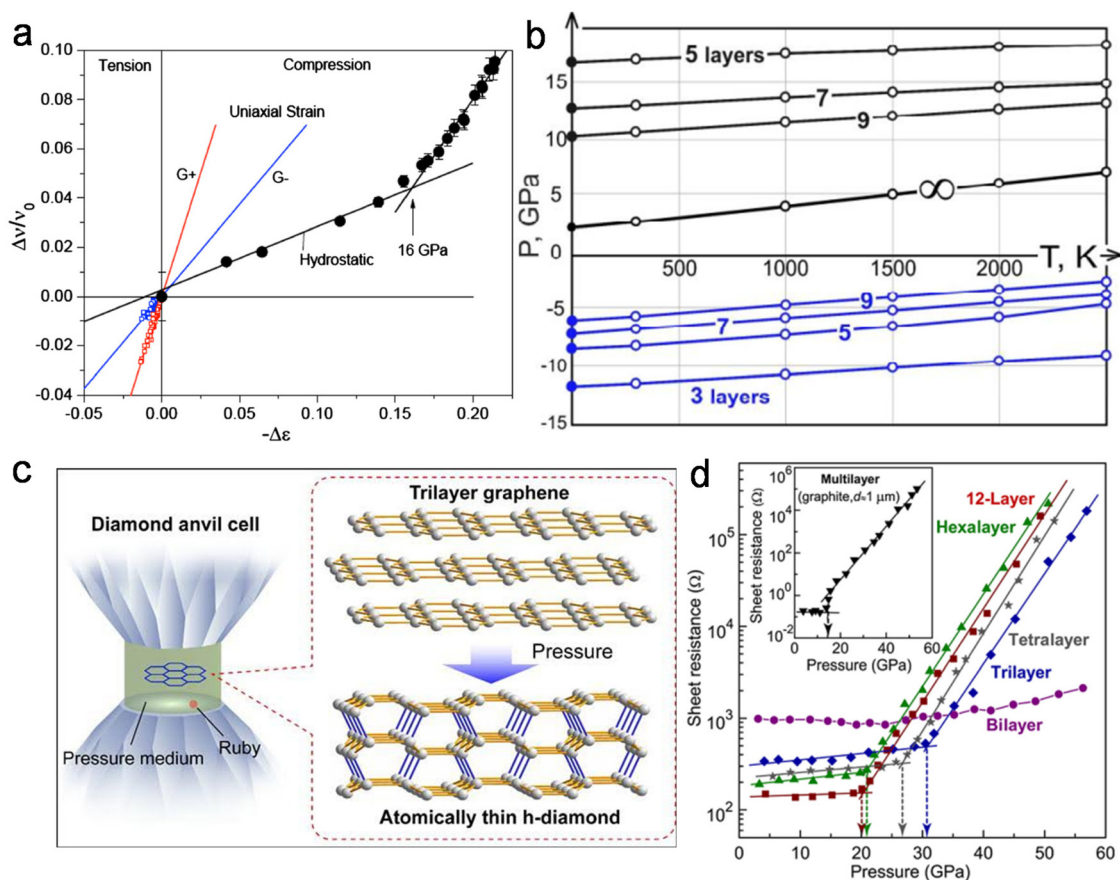 a
Tension
Compression
Uniaxial Strain
G+
G-
16 GPa
Hydrostatic
Δν/ν0
0.10
0.08
0.06
0.04
0.02
0.00
-0.02
-0.04
-0.05
0.00
0.05
0.10
0.15
0.20
-Δε
b
P, GPa
15
10
5
0
-5
-10
-15
5 layers
7
9
∞
500
1000
1500
2000
T, K
9
7
5
3 layers
c
Diamond anvil cell
Pressure medium
Ruby
Trilayer graphene
Pressure
Atomically thin h-diamond
d
Sheet resistance (Ω)
10^5
10^4
10^3
10^2
0
10
20
30
40
50
60
Pressure (GPa)
Multilayer
(graphite,d≈1 μm)
Sheet resistance (Ω)
10^6
10^4
10^2
10^0
10^-2
0
20
40
60
Pressure (GPa)
12-Layer
Hexalayer
Tetralayer
Trilayer
Bilayer